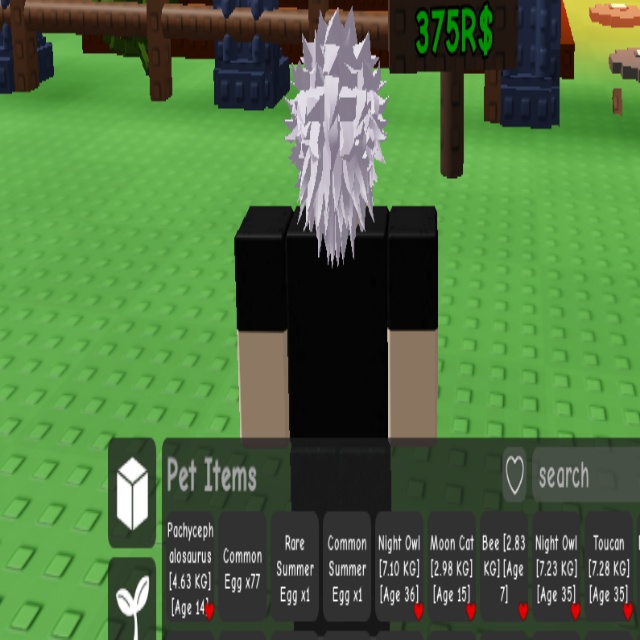 375R$
Pet Items
search
Pachyceph
alosaurus
[4.63 KG]
[Age 14]
Common
Egg x77
Rare
Summer
Egg x1
Common
Summer
Egg x1
Night Owl
[7.10 KG]
[Age 36]
Moon Cat
[2.98 KG]
[Age 15]
Bee [2.83
KG] [Age
7]
Night Owl
[7.23 KG]
[Age 35]
Toucan
[7.28 KG]
[Age 35]